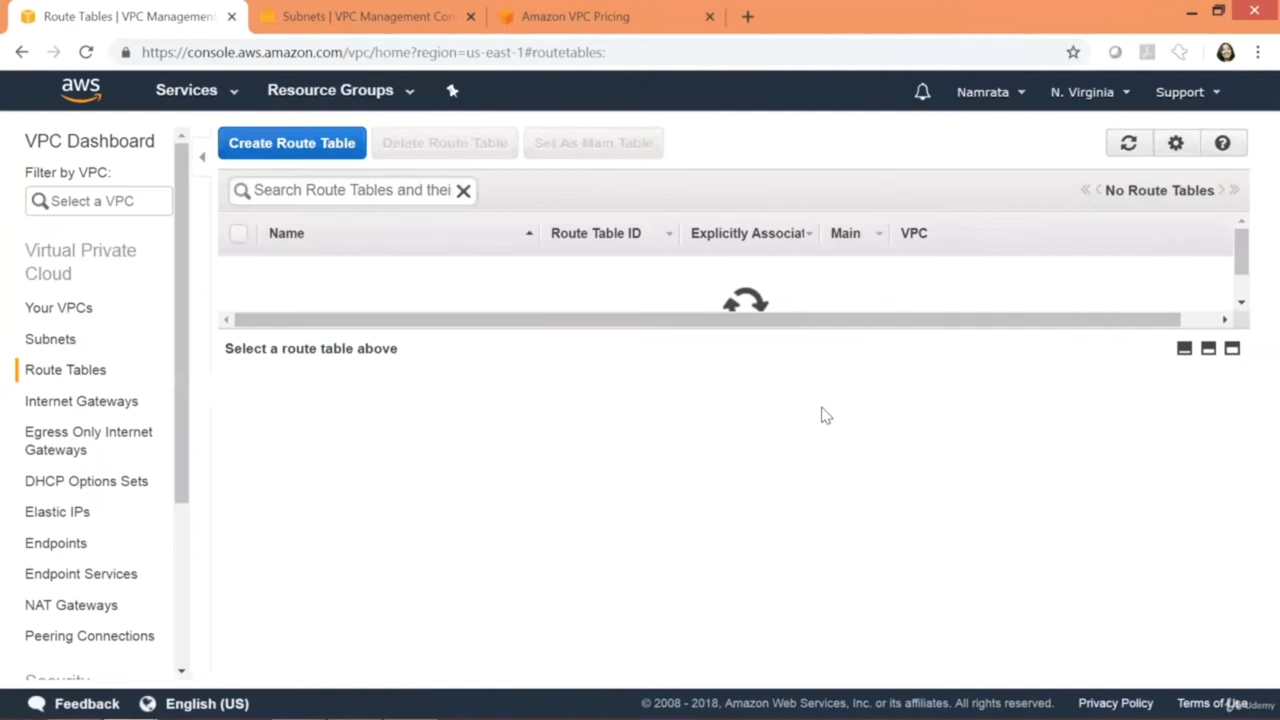 Route Tables | VPC Management
Subnets | VPC Management Con
Amazon VPC Pricing
https://console.aws.amazon.com/vpc/home?region=us-east-1#routetables:
aws
Services
Resource Groups
Namrata
N. Virginia
Support
VPC Dashboard
Filter by VPC:
Select a VPC
Virtual Private
Cloud
Your VPCs
Subnets
Route Tables
Internet Gateways
Egress Only Internet
Gateways
DHCP Options Sets
Elastic IPs
Endpoints
Endpoint Services
NAT Gateways
Peering Connections
Security
Create Route Table
Delete Route Table
Set As Main Table
Search Route Tables and thei
No Route Tables
Name
Route Table ID
Explicitly Associat
Main
VPC
Select a route table above
Feedback
English (US)
© 2008 - 2018, Amazon Web Services, Inc. or its affiliates. All rights reserved.
Privacy Policy
Terms of Use
Udemy